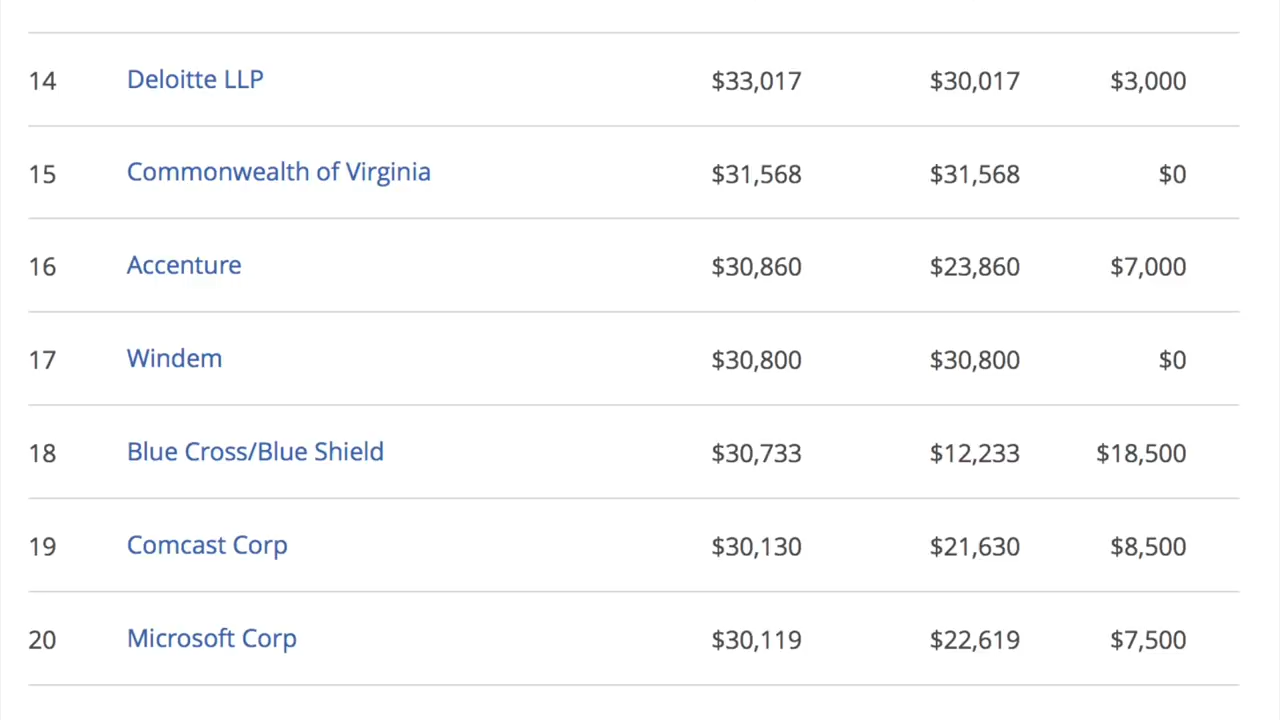 14 Deloitte LLP $33,017 $30,017 $3,000
15 Commonwealth of Virginia $31,568 $31,568 $0
16 Accenture $30,860 $23,860 $7,000
17 Windem $30,800 $30,800 $0
18 Blue Cross/Blue Shield $30,733 $12,233 $18,500
19 Comcast Corp $30,130 $21,630 $8,500
20 Microsoft Corp $30,119 $22,619 $7,500